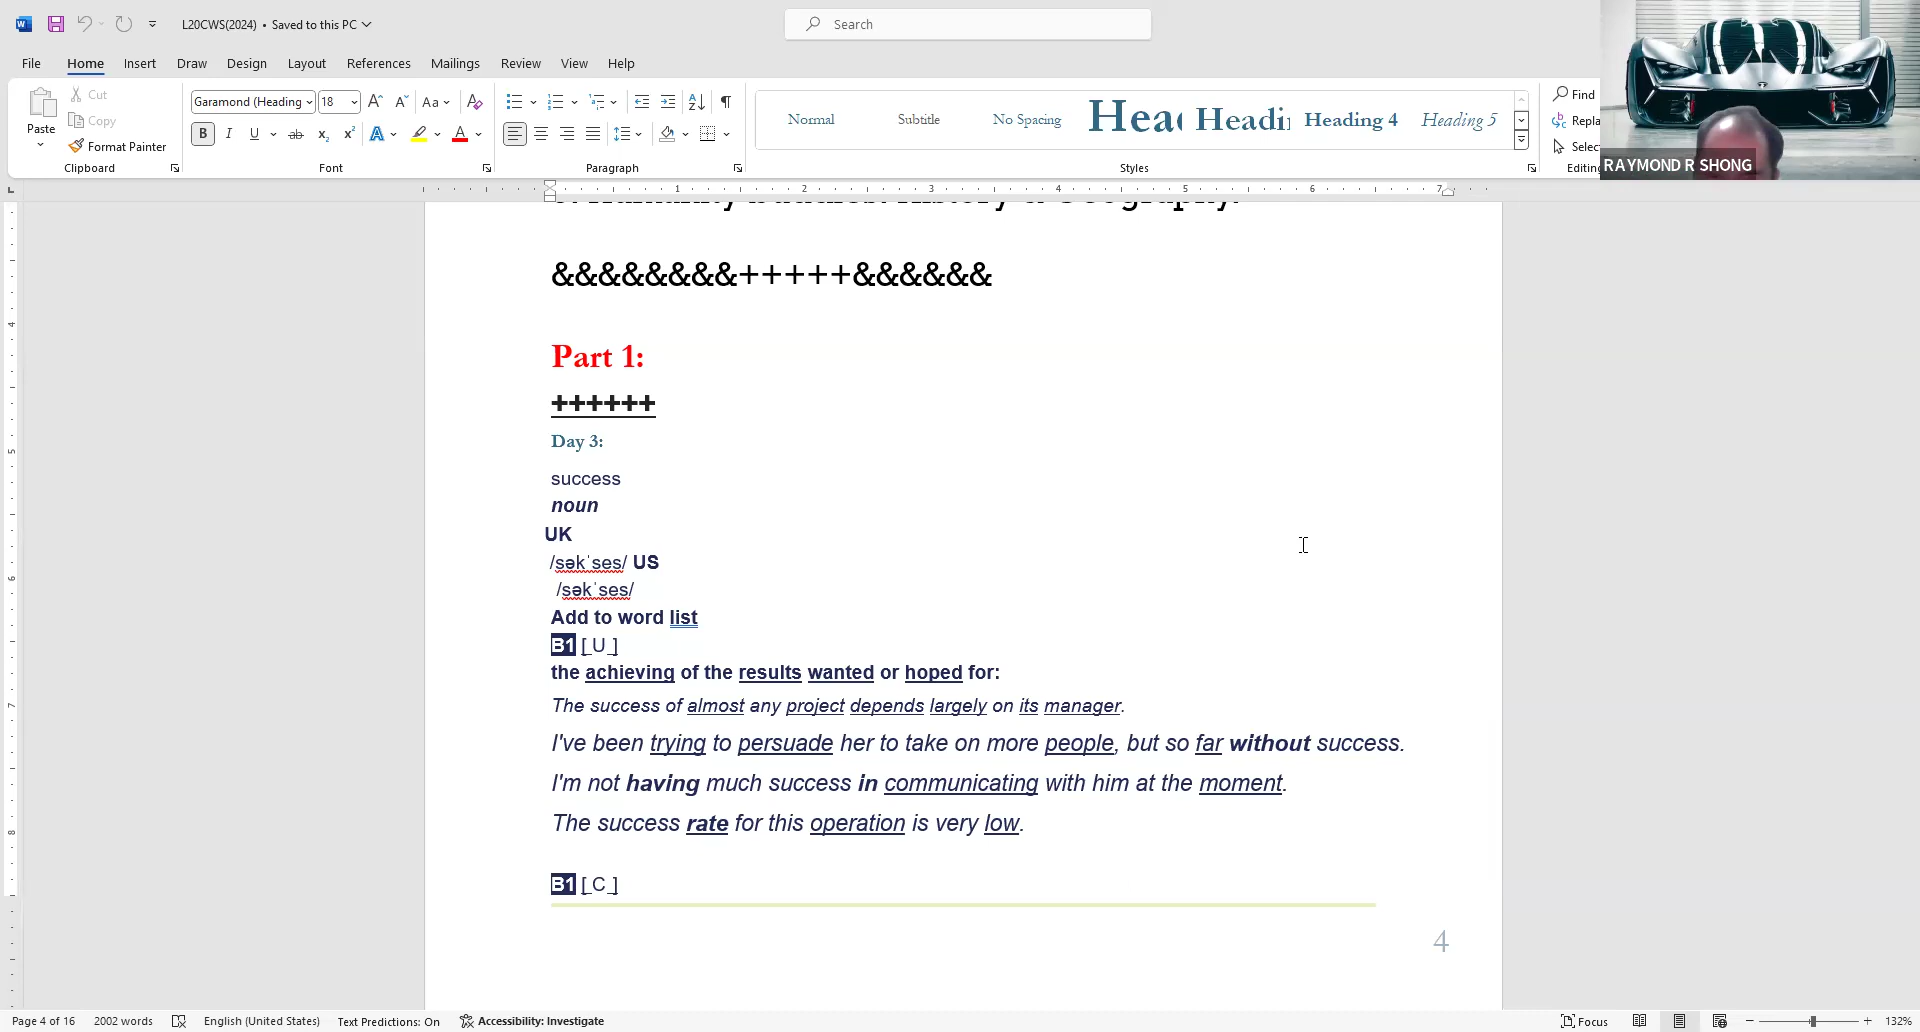 L20CWS(2024) • Saved to this PC
Search
File Home Insert Draw Design Layout References Mailings Review View Help
Paste
Cut
Copy
Format Painter
Clipboard
Garamond (Heading 18
Font
Paragraph
Normal Subtitle No Spacing Heading 4 Heading 5
Styles
Find
Repla
Selec
Editing
RAYMOND R SHONG
&&&&&&&&+++++&&&&&&
Part 1:
++++++
Day 3:
success
noun
UK
/səkˈses/ US
/səkˈses/
Add to word list
B1 [ U ]
the achieving of the results wanted or hoped for:
The success of almost any project depends largely on its manager.
I've been trying to persuade her to take on more people, but so far without success.
I'm not having much success in communicating with him at the moment.
The success rate for this operation is very low.
B1 [ C ]
4
Page 4 of 16 2002 words English (United States) Text Predictions: On Accessibility: Investigate Focus 132%